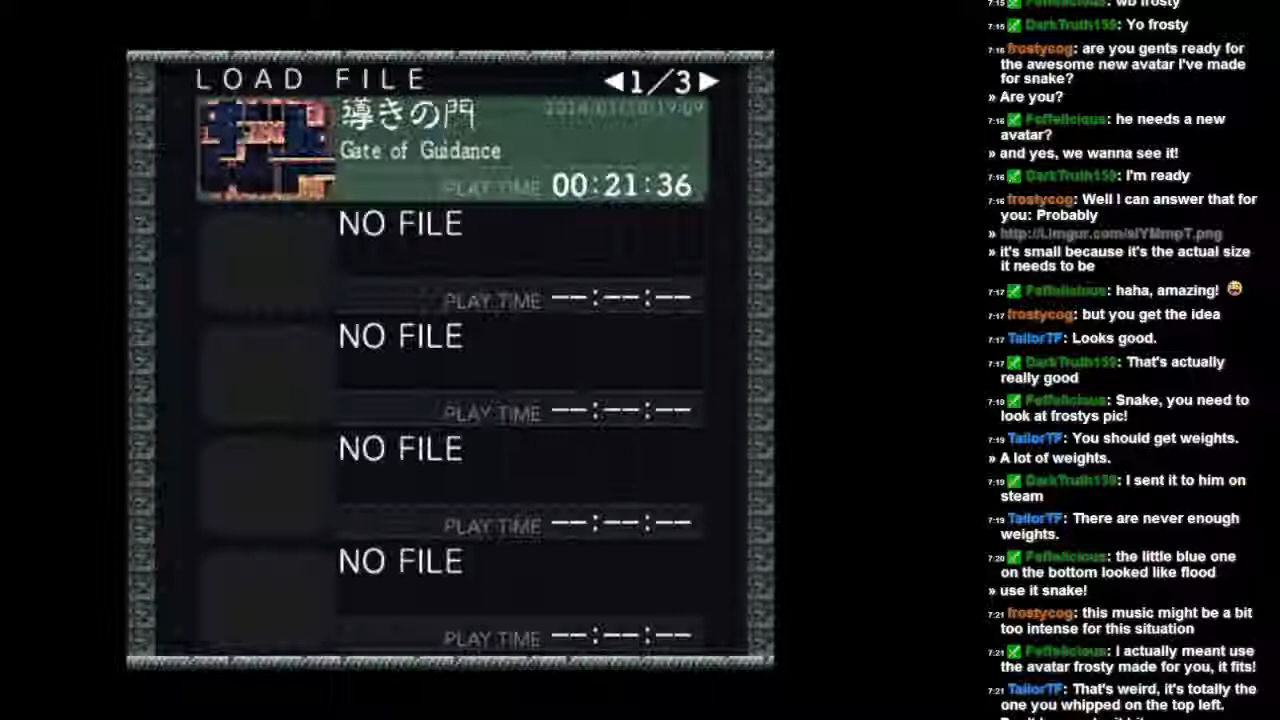 LOAD FILE
◀1/3▶
導きの門
Gate of Guidance
PLAY TIME 00:21:36
NO FILE
PLAY TIME --:--:--
NO FILE
PLAY TIME --:--:--
NO FILE
PLAY TIME --:--:--
NO FILE
PLAY TIME --:--:--
wb frosty
7:15 DarkTruth159: Yo frosty
7:16 frostycog: are you gents ready for
the awesome new avatar I've made
for snake?
» Are you?
7:16 Feffelicious: he needs a new
avatar?
» and yes, we wanna see it!
7:16 DarkTruth159: I'm ready
frostycog: Well I can answer that for
you: Probably
»
» it's small because it's the actual size
it needs to be
7:17 Feffelicious: haha, amazing!
7:17 frostycog: but you get the idea
7:17 TailorTF: Looks good.
7:17 DarkTruth159: That's actually
really good
Feffelicious: Snake, you need to
look at frostys pic!
7:19 TailorTF: You should get weights.
» A lot of weights.
7:19 DarkTruth159: I sent it to him on
steam
7:19 TailorTF: There are never enough
weights.
7:20 Feffelicious: the little blue one
on the bottom looked like flood
» use it snake!
7:21 frostycog: this music might be a bit
too intense for this situation
7:21 Feffelicious: I actually meant use
the avatar frosty made for you, it fits!
7:21 TailorTF: That's weird, it's totally the
one you whipped on the top left.